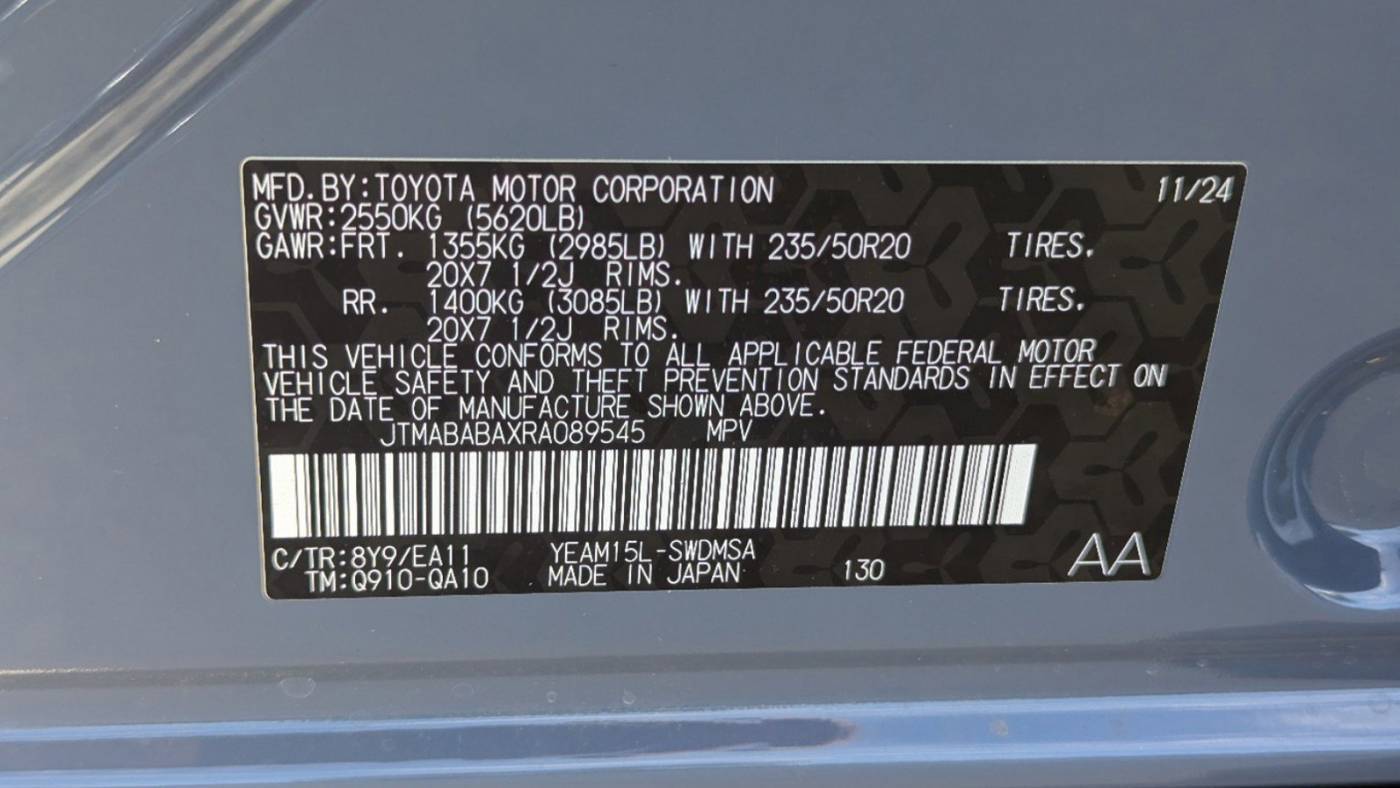 MFD.BY:TOYOTA MOTOR CORPORATION 11/24
GVWR:2550KG (5620LB)
GAWR:FRT. 1355KG (2985LB) WITH 235/50R20 TIRES.
20X7 1/2J RIMS.
RR. 1400KG (3085LB) WITH 235/50R20 TIRES.
20X7 1/2J RIMS.
THIS VEHICLE CONFORMS TO ALL APPLICABLE FEDERAL MOTOR
VEHICLE SAFETY AND THEFT PREVENTION STANDARDS IN EFFECT ON
THE DATE OF MANUFACTURE SHOWN ABOVE.
JTMABABAXRA089545 MPV
C/TR:8Y9/EA11 YEAM15L-SWDMSA
TM:Q910-QA10 MADE IN JAPAN 130 AA